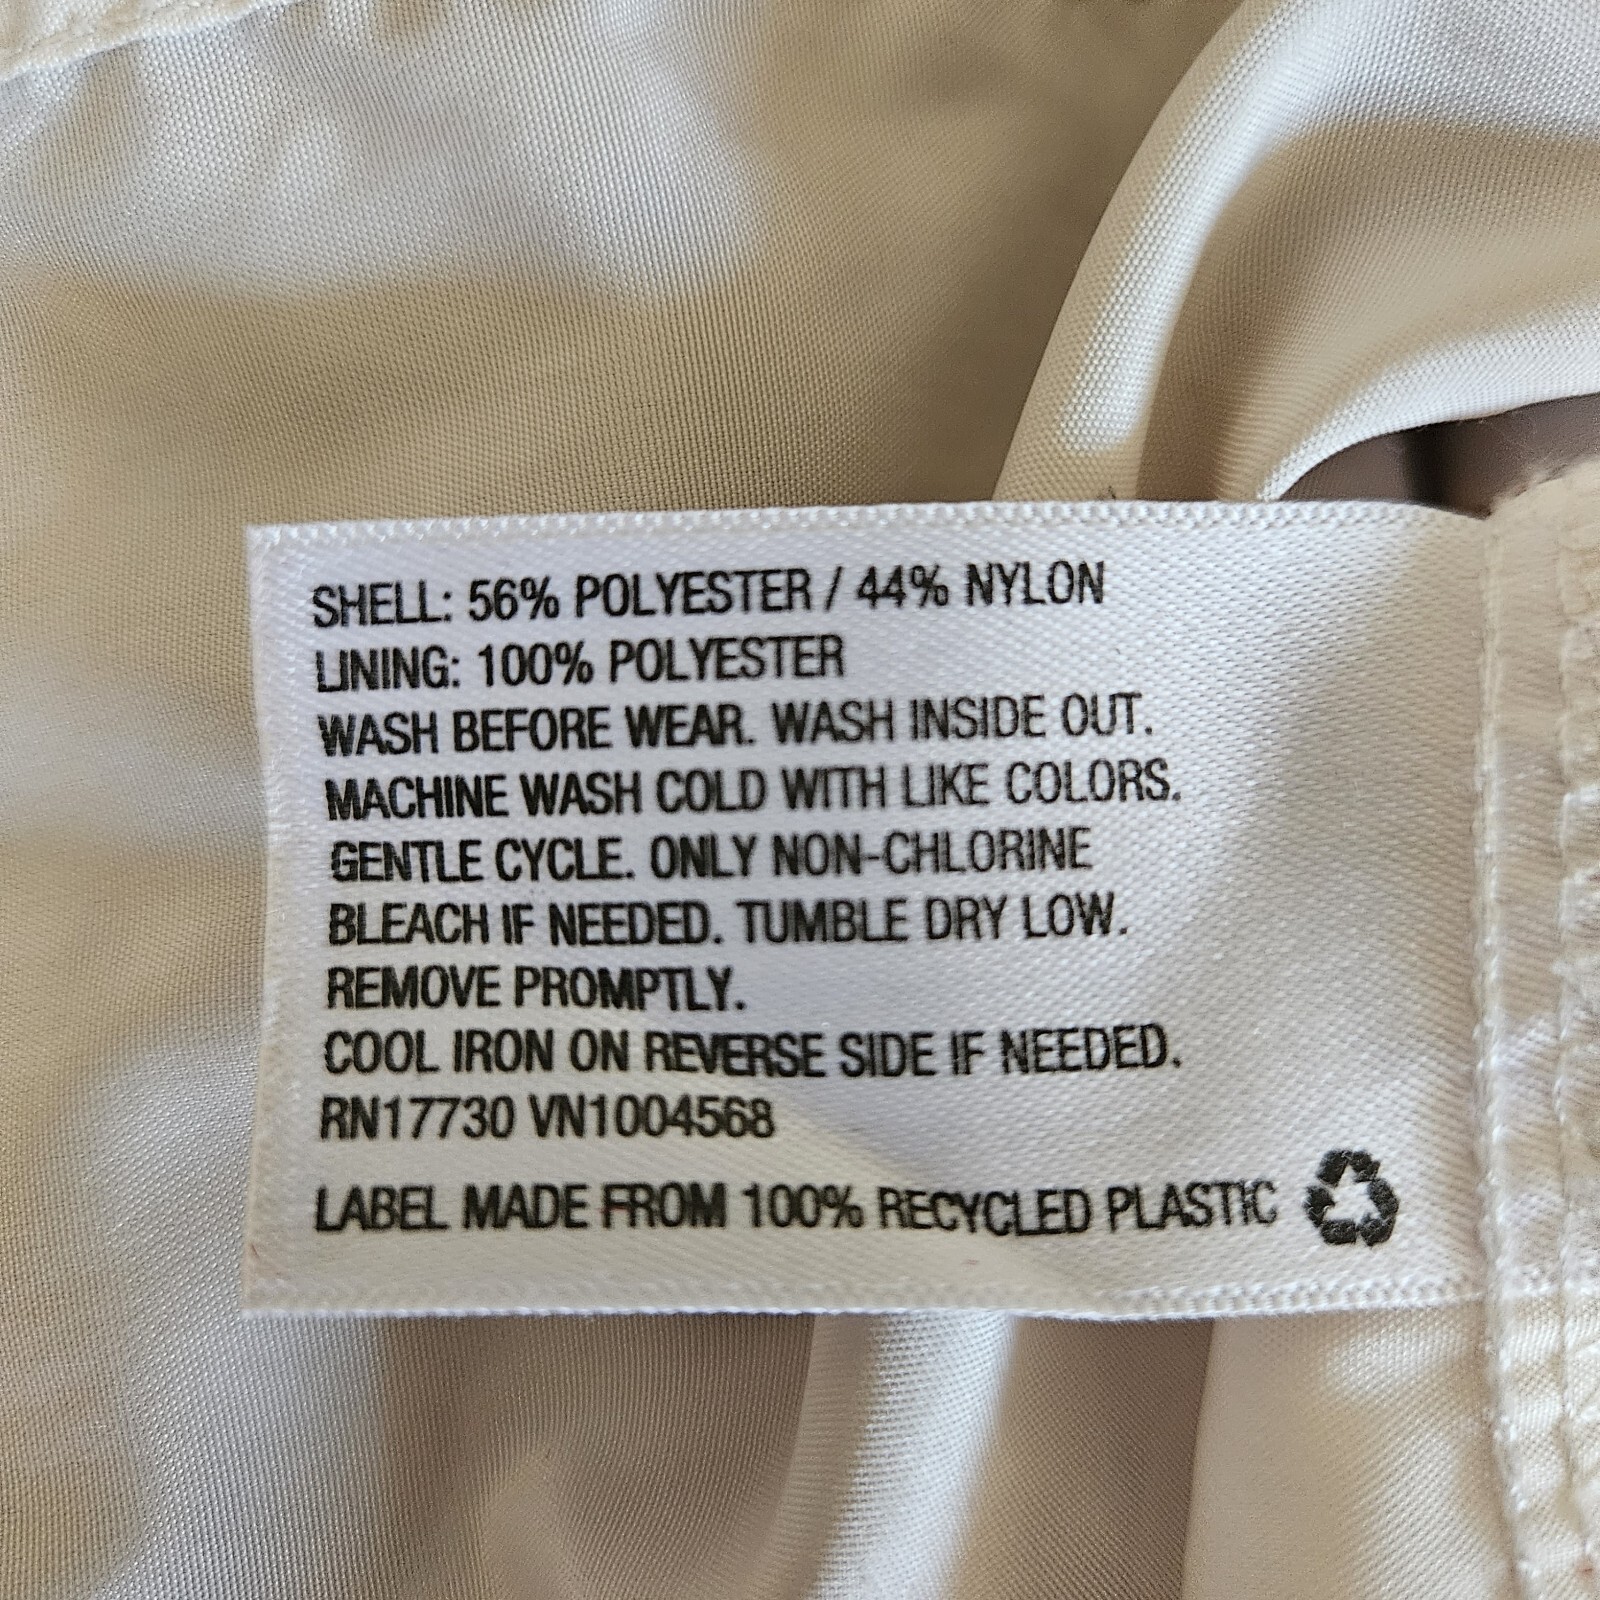 SHELL: 56% POLYESTER / 44% NYLON
LINING: 100% POLYESTER
WASH BEFORE WEAR. WASH INSIDE OUT.
MACHINE WASH COLD WITH LIKE COLORS.
GENTLE CYCLE. ONLY NON-CHLORINE
BLEACH IF NEEDED. TUMBLE DRY LOW.
REMOVE PROMPTLY.
COOL IRON ON REVERSE SIDE IF NEEDED.
RN17730 VN1004568
LABEL MADE FROM 100% RECYCLED PLASTIC